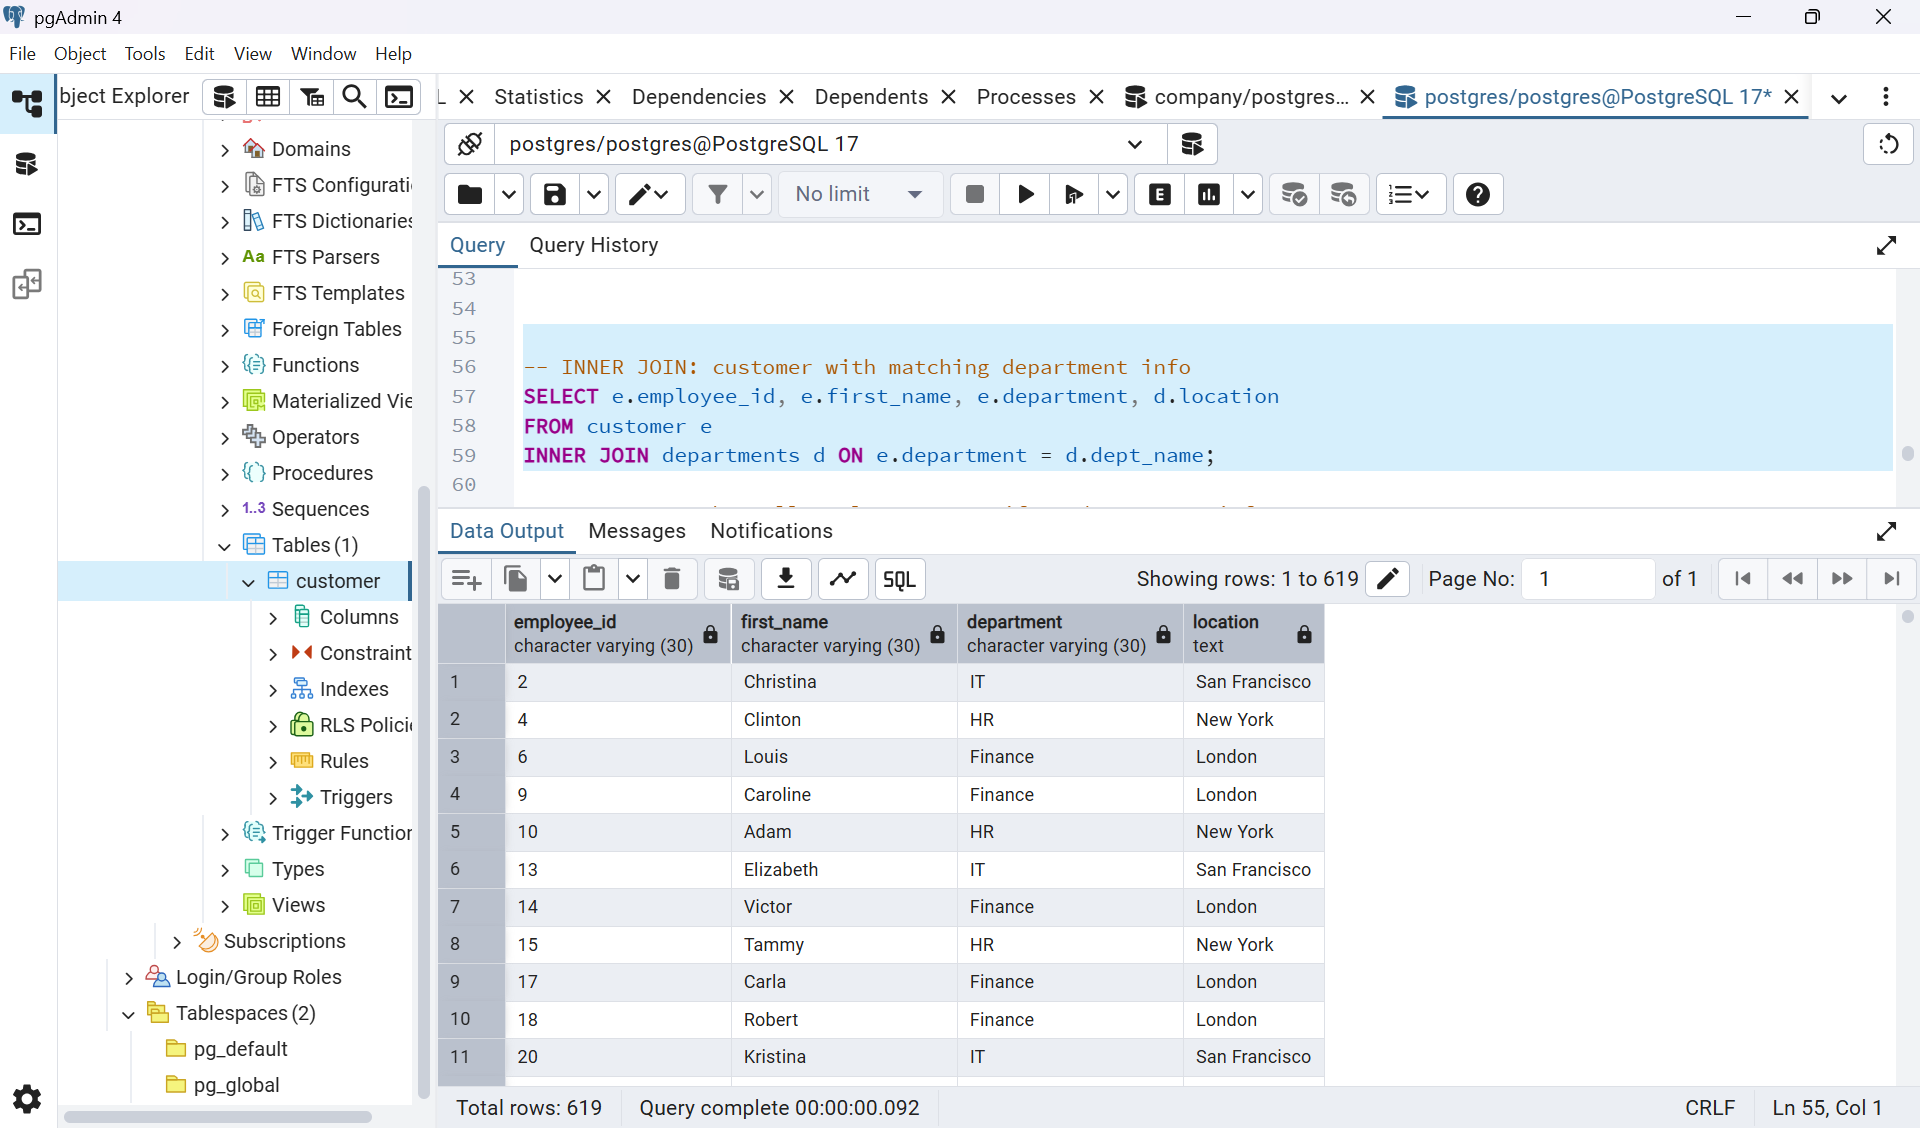 pgAdmin 4
File Object Tools Edit View Window Help
bject Explorer
Statistics Dependencies Dependents Processes company/postgres... postgres/postgres@PostgreSQL 17*
postgres/postgres@PostgreSQL 17
No limit
E
Query Query History
53
54
55
56 -- INNER JOIN: customer with matching department info
57 SELECT e.employee_id, e.first_name, e.department, d.location
58 FROM customer e
59 INNER JOIN departments d ON e.department = d.dept_name;
60
Domains
FTS Configurati
FTS Dictionaries
Aa FTS Parsers
FTS Templates
Foreign Tables
Functions
Materialized Vie
Operators
Procedures
1..3 Sequences
Tables (1)
customer
Columns
Constraint
Indexes
RLS Polici
Rules
Triggers
Trigger Function
Types
Views
Subscriptions
Login/Group Roles
Tablespaces (2)
pg_default
pg_global
Data Output Messages Notifications
SQL Showing rows: 1 to 619 Page No: 1 of 1
employee_id first_name department location
character varying (30) character varying (30) character varying (30) text
1 2 Christina IT San Francisco
2 4 Clinton HR New York
3 6 Louis Finance London
4 9 Caroline Finance London
5 10 Adam HR New York
6 13 Elizabeth IT San Francisco
7 14 Victor Finance London
8 15 Tammy HR New York
9 17 Carla Finance London
10 18 Robert Finance London
11 20 Kristina IT San Francisco
Total rows: 619 Query complete 00:00:00.092 CRLF Ln 55, Col 1